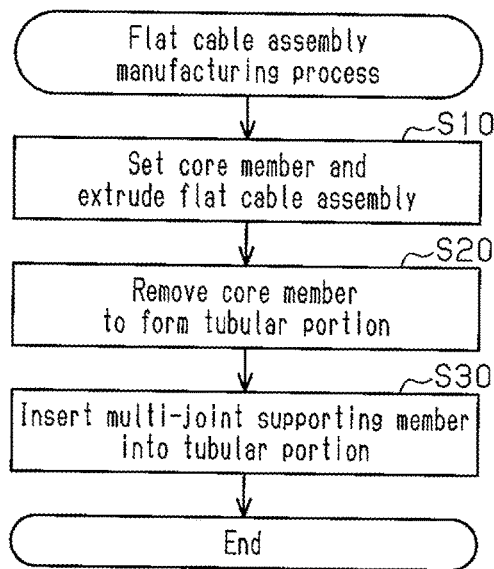 Flat cable assembly
manufacturing process
S10
Set core member and
extrude flat cable assembly
S20
Remove core member
to form tubular portion
S30
Insert multi-joint supporting member
into tubular portion
End